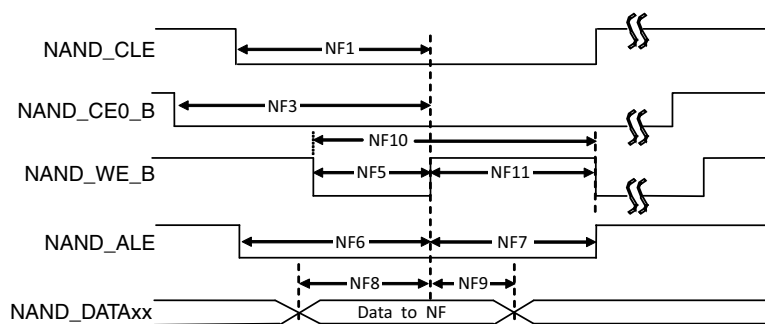 NAND_CLE NF1
NAND_CE0_B NF3
NF10
NAND_WE_B NF5 NF11
NAND_ALE NF6 NF7
NF8 NF9
NAND_DATAxx Data to NF